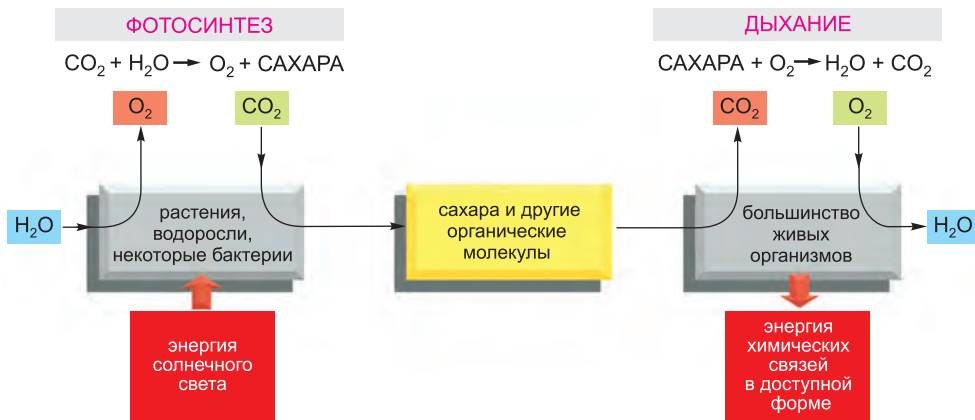 ФОТОСИНТЕЗ
CO₂ + H₂O → O₂ + САХАРА
O₂
CO₂
H₂O
растения,
водоросли,
некоторые бактерии
энергия
солнечного
света
сахара и другие
органические
молекулы
ДЫХАНИЕ
САХАРА + O₂ → H₂O + CO₂
CO₂
O₂
большинство
живых
организмов
H₂O
энергия
химических
связей
в доступной
форме